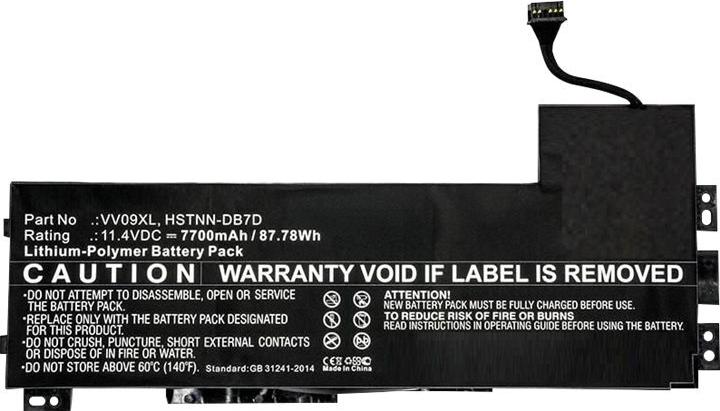 Part No .:VV09XL, HSTNN-DB7D
Rating .:11.4VDC ⎓ 7700mAh / 87.78Wh
Lithium-Polymer Battery Pack
CAUTION WARRANTY VOID IF LABEL IS REMOVED
•DO NOT ATTEMPT TO DISASSEMBLE, OPEN OR SERVICE
THE BATTERY PACK.
•REPLACE ONLY WITH THE BATTERY PACK DESIGNATED
FOR THIS PRODUCT.
•DO NOT CRUSH, PUNCTURE, SHORT EXTERNAL CONTACTS
OR DISPOSE OF IN FIRE OR WATER.
•DO NOT STORE ABOVE 60°C (140°F). Standard:GB 31241-2014
CE
Made in China
ATTENTION!
NEW BATTERY PACK MUST BE FULLY CHARGED BEFORE USE.
TO REDUCE RISK OF FIRE OR BURNS
READ INSTRUCTIONS IN OPERATING GUIDE BEFORE USING THE BATTERY.